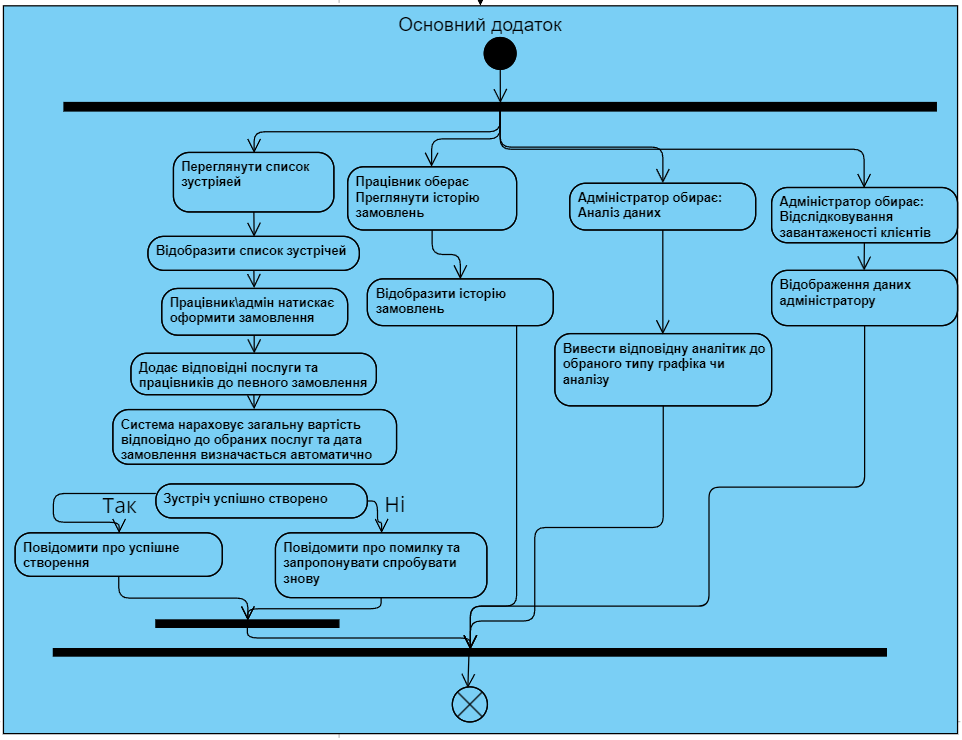 Основний додаток
Переглянути список
зустріяей
Відобразити список зустрічей
Працівник\адмін натискає
оформити замовлення
Додає відповідні послуги та
працівників до певного замовлення
Система нараховує загальну вартість
відповідно до обраних послуг та дата
замовлення визначається автоматично
Зустріч успішно створено
Так
Ні
Повідомити про успішне
створення
Повідомити про помилку та
запропонувати спробувати
знову
Працівник оберає
Преглянути історію
замовлень
Відобразити історію
замовлень
Адміністратор обирає:
Аналіз даних
Вивести відповідну аналітик до
обраного типу графіка чи
аналізу
Адміністратор обирає:
Відслідковування
завантаженості клієнтів
Відображення даних
адміністратору